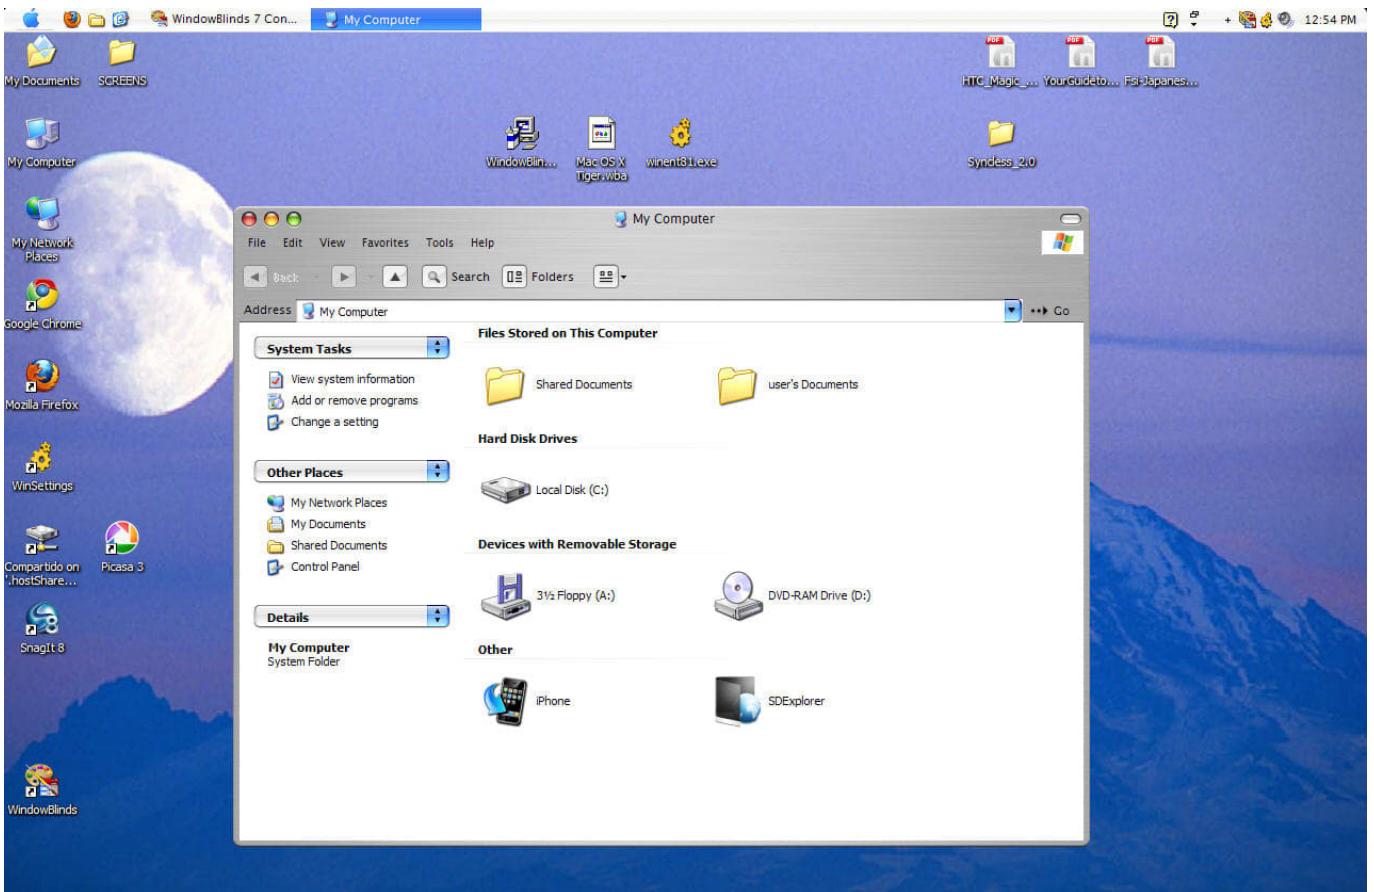 WindowBlinds 7 Con...
My Computer
12:54 PM
My Documents
SCREENS
PDF
PDF
PDF
HTC_Magic_...
YourGuideto...
Fsi-Japanes...
My Computer
WindowBlin...
Mac OS X
Tiger.wba
winent81.exe
Syncless_2.0
My Network
Places
Google Chrome
Mozilla Firefox
WinSettings
Compartido on
'.hostShare...
Picasa 3
SnagIt 8
WindowBlinds
My Computer
File Edit View Favorites Tools Help
Back Search Folders
Address My Computer Go
System Tasks
View system information
Add or remove programs
Change a setting
Other Places
My Network Places
My Documents
Shared Documents
Control Panel
Details
My Computer
System Folder
Files Stored on This Computer
Shared Documents
user's Documents
Hard Disk Drives
Local Disk (C:)
Devices with Removable Storage
3½ Floppy (A:)
DVD-RAM Drive (D:)
Other
iPhone
SDExplorer